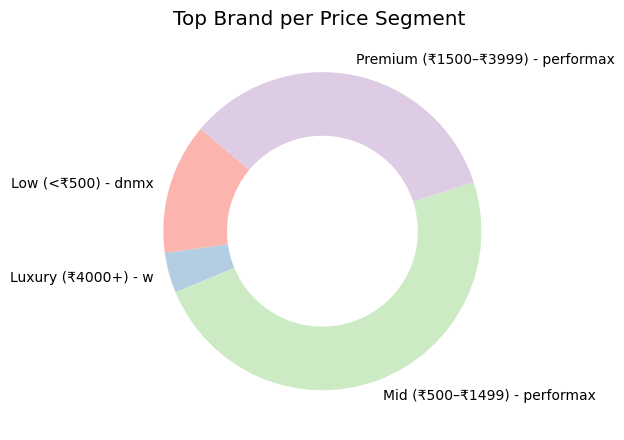 Top Brand per Price Segment
Premium (₹1500–₹3999) - performax
Low (<₹500) - dnmx
Luxury (₹4000+) - w
Mid (₹500–₹1499) - performax